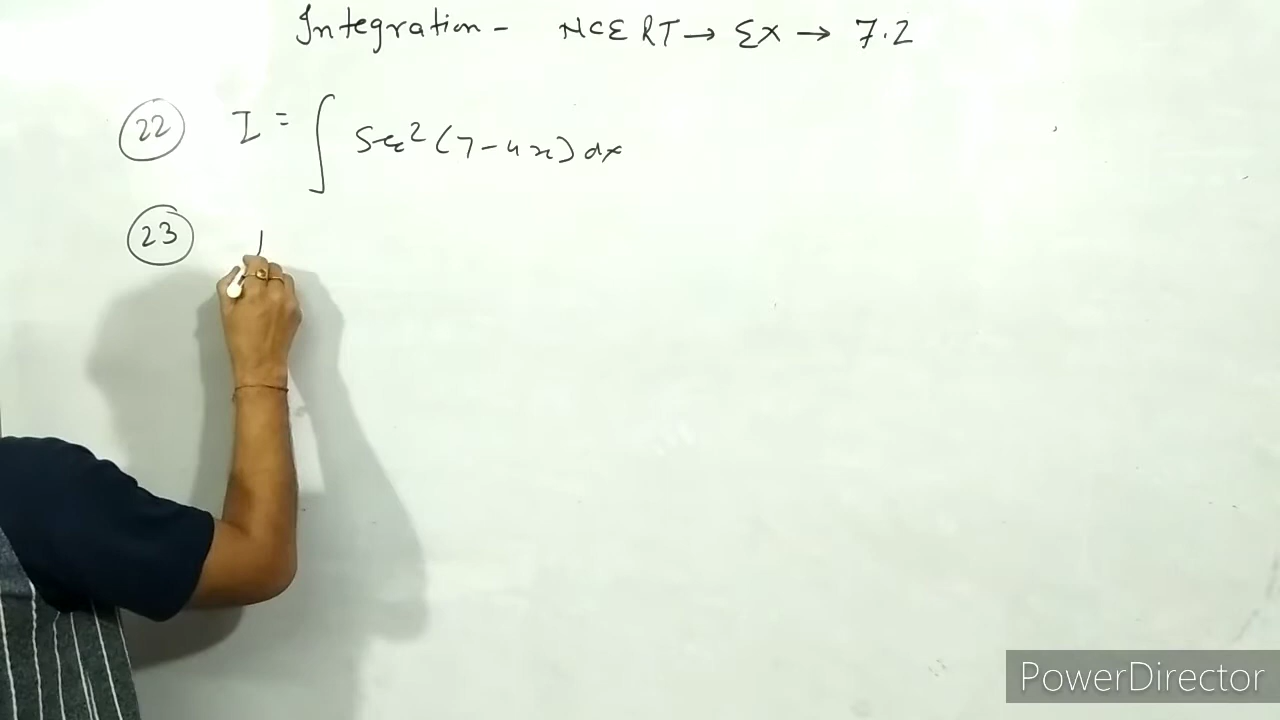 Integration - NCERT → Ex → 7.2
22 I = ∫ Sec² (7-4x) dx
23
PowerDirector